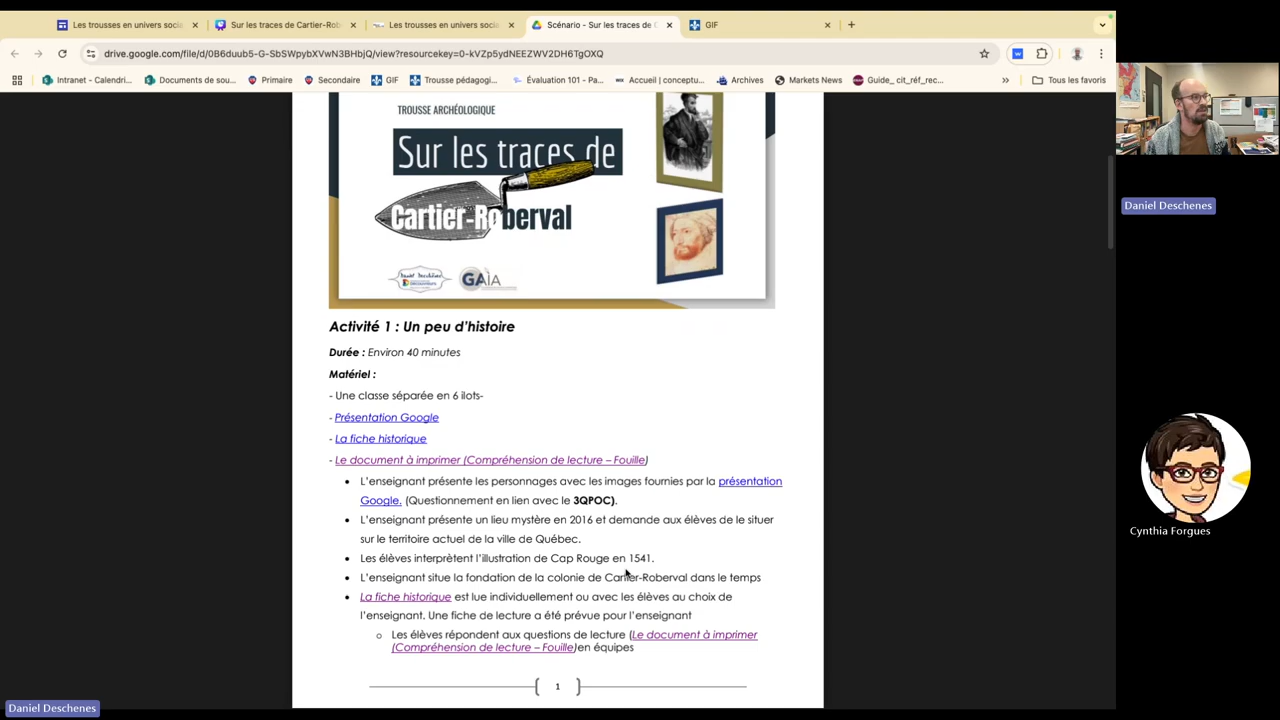 Les trousses en univers socia
Sur les traces de Cartier-Rob
Les trousses en univers socia
Scénario - Sur les traces de C
GIF
drive.google.com/file/d/0B6duub5-G-SbSWpybXVwN3BHbjQ/view?resourcekey=0-kVZp5ydNEEZWV2DH6TgOXQ
Intranet - Calendri...
Documents de sou...
Primaire
Secondaire
GIF
Trousse pédagogi...
Évaluation 101 - Pa...
Accueil | conceptu...
Archives
Markets News
Guide_ cit_réf_rec...
Tous les favoris
TROUSSE ARCHÉOLOGIQUE
Sur les traces de
Cartier-Roberval
GAIA
Activité 1 : Un peu d'histoire
Durée : Environ 40 minutes
Matériel :
- Une classe séparée en 6 ilots-
- Présentation Google
- La fiche historique
- Le document à imprimer (Compréhension de lecture – Fouille)
• L'enseignant présente les personnages avec les images fournies par la présentation
Google. (Questionnement en lien avec le 3QPOC).
• L'enseignant présente un lieu mystère en 2016 et demande aux élèves de le situer
sur le territoire actuel de la ville de Québec.
• Les élèves interprètent l'illustration de Cap Rouge en 1541.
• L'enseignant situe la fondation de la colonie de Cartier-Roberval dans le temps
• La fiche historique est lue individuellement ou avec les élèves au choix de
l'enseignant. Une fiche de lecture a été prévue pour l'enseignant
o Les élèves répondent aux questions de lecture (Le document à imprimer
(Compréhension de lecture – Fouille)en équipes
1
Daniel Deschenes
Cynthia Forgues
Daniel Deschenes